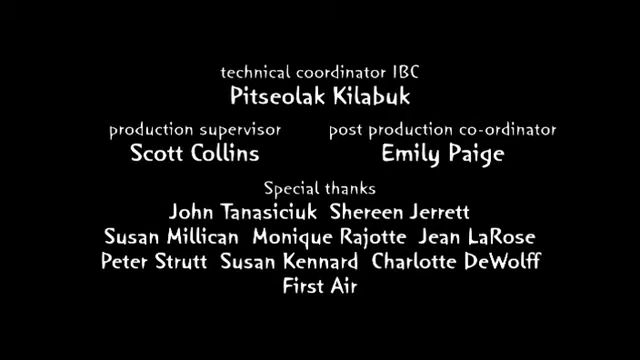 technical coordinator IBC
Pitseolak Kilabuk
production supervisor post production co-ordinator
Scott Collins Emily Paige
Special thanks
John Tanasiciuk Shereen Jerrett
Susan Millican Monique Rajotte Jean LaRose
Peter Strutt Susan Kennard Charlotte DeWolff
First Air